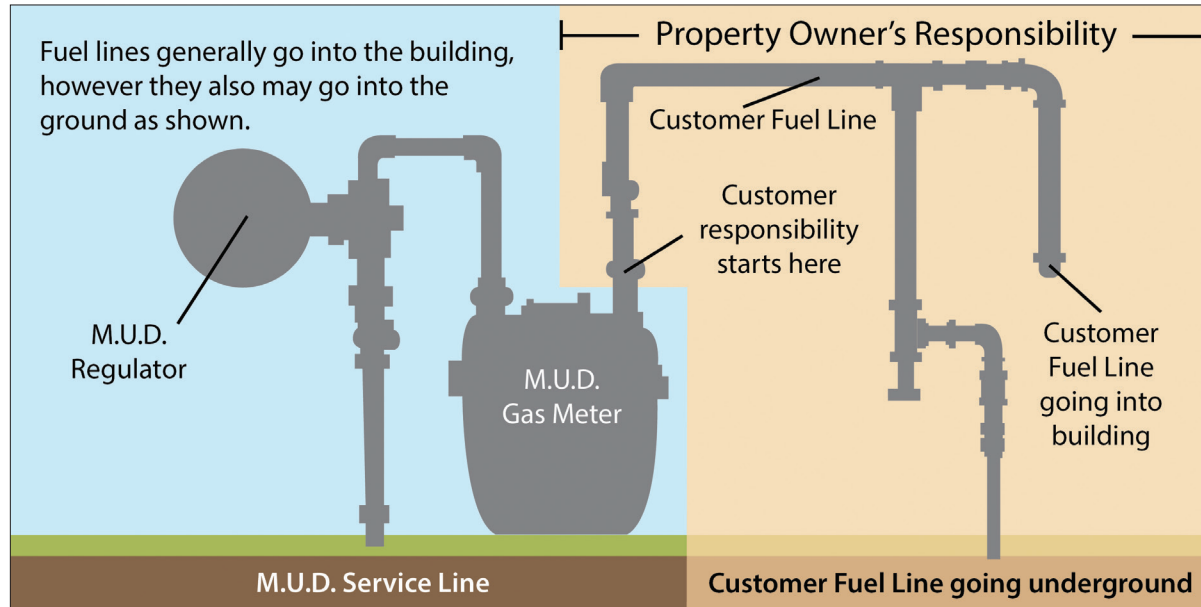 Fuel lines generally go into the building,
however they also may go into the
ground as shown.
Property Owner's Responsibility
Customer Fuel Line
Customer
responsibility
starts here
M.U.D.
Regulator
M.U.D.
Gas Meter
Customer
Fuel Line
going into
building
M.U.D. Service Line
Customer Fuel Line going underground